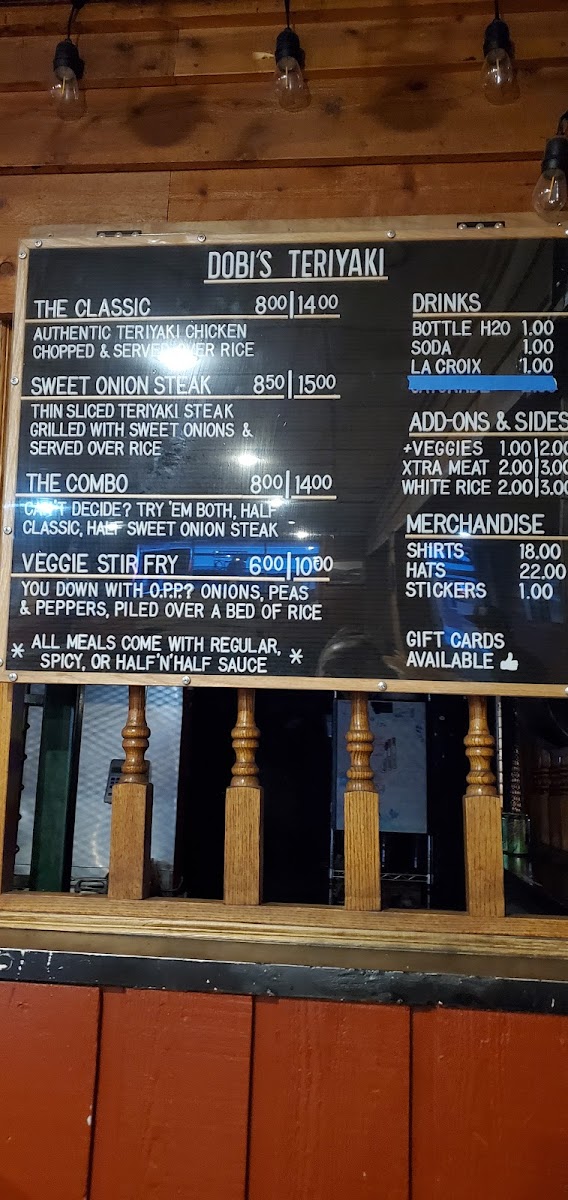 DOBI'S TERIYAKI
THE CLASSIC 8.00 | 14.00
AUTHENTIC TERIYAKI CHICKEN
CHOPPED & SERVED OVER RICE
SWEET ONION STEAK 8.50 | 15.00
THIN SLICED TERIYAKI STEAK
GRILLED WITH SWEET ONIONS &
SERVED OVER RICE
THE COMBO 8.00 | 14.00
CAN'T DECIDE? TRY 'EM BOTH, HALF
CLASSIC, HALF SWEET ONION STEAK
VEGGIE STIR FRY 6.00 | 10.00
YOU DOWN WITH O.P.P.? ONIONS, PEAS
& PEPPERS, PILED OVER A BED OF RICE
* ALL MEALS COME WITH REGULAR, *
SPICY, OR HALF'N'HALF SAUCE
DRINKS
BOTTLE H2O 1.00
SODA 1.00
LA CROIX 1.00
ADD-ONS & SIDES
+VEGGIES 1.00 | 2.00
XTRA MEAT 2.00 | 3.00
WHITE RICE 2.00 | 3.00
MERCHANDISE
SHIRTS 18.00
HATS 22.00
STICKERS 1.00
GIFT CARDS
AVAILABLE